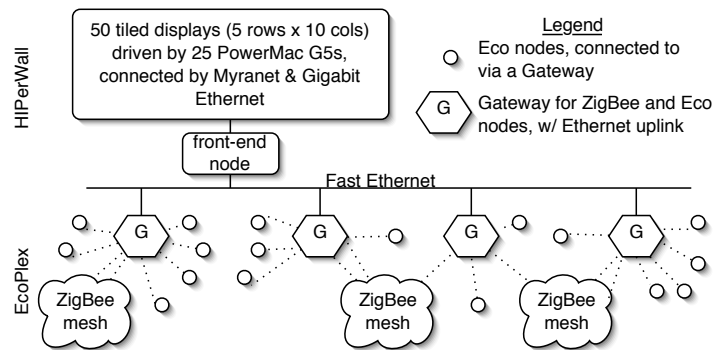 HIPerWall
50 tiled displays (5 rows x 10 cols)
driven by 25 PowerMac G5s,
connected by Myranet & Gigabit
Ethernet
Legend
Eco nodes, connected to
via a Gateway
G
Gateway for ZigBee and Eco
nodes, w/ Ethernet uplink
front-end
node
Fast Ethernet
EcoPlex
G
G
G
G
ZigBee
mesh
ZigBee
mesh
ZigBee
mesh